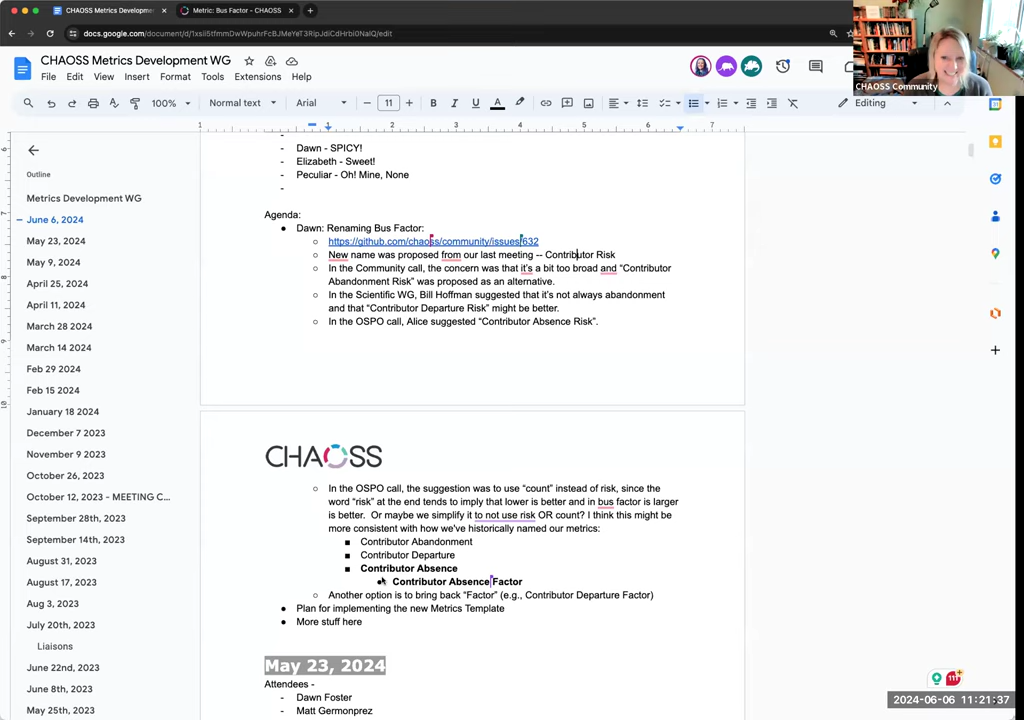 CHAOSS Metrics Developme
Metric: Bus Factor - CHAOSS
docs.google.com/document/d/1xsIi5tfmmDwWpuhrFcBJMeYeT3RipJdiCdHrbi0NaIQ/edit
CHAOSS Metrics Development WG
File Edit View Insert Format Tools Extensions Help
100% Normal text Arial 11 Editing
CHAOSS Community
1 1 2 3 4 5 6 7
Outline
Metrics Development WG
June 6, 2024
May 23, 2024
May 9, 2024
April 25, 2024
April 11, 2024
March 28 2024
March 14 2024
Feb 29 2024
Feb 15 2024
January 18 2024
December 7 2023
November 9 2023
October 26, 2023
October 12, 2023 - MEETING C...
September 28th, 2023
September 14th, 2023
August 31, 2023
August 17, 2023
Aug 3, 2023
July 20th, 2023
Liaisons
June 22nd, 2023
June 8th, 2023
May 25th, 2023
- Dawn - SPICY!
- Elizabeth - Sweet!
- Peculiar - Oh! Mine, None
-
Agenda:
● Dawn: Renaming Bus Factor:
○ https://github.com/chaoss/community/issues/632
○ New name was proposed from our last meeting -- Contributor Risk
○ In the Community call, the concern was that it's a bit too broad and "Contributor
Abandonment Risk" was proposed as an alternative.
○ In the Scientific WG, Bill Hoffman suggested that it's not always abandonment
and that "Contributor Departure Risk" might be better.
○ In the OSPO call, Alice suggested "Contributor Absence Risk".
CHAOSS
○ In the OSPO call, the suggestion was to use "count" instead of risk, since the
word "risk" at the end tends to imply that lower is better and in bus factor is larger
is better. Or maybe we simplify it to not use risk OR count? I think this might be
more consistent with how we've historically named our metrics:
■ Contributor Abandonment
■ Contributor Departure
■ Contributor Absence
● Contributor Absence Factor
○ Another option is to bring back "Factor" (e.g., Contributor Departure Factor)
● Plan for implementing the new Metrics Template
● More stuff here
May 23, 2024
Attendees -
- Dawn Foster
- Matt Germonprez
2024-06-06 11:21:37